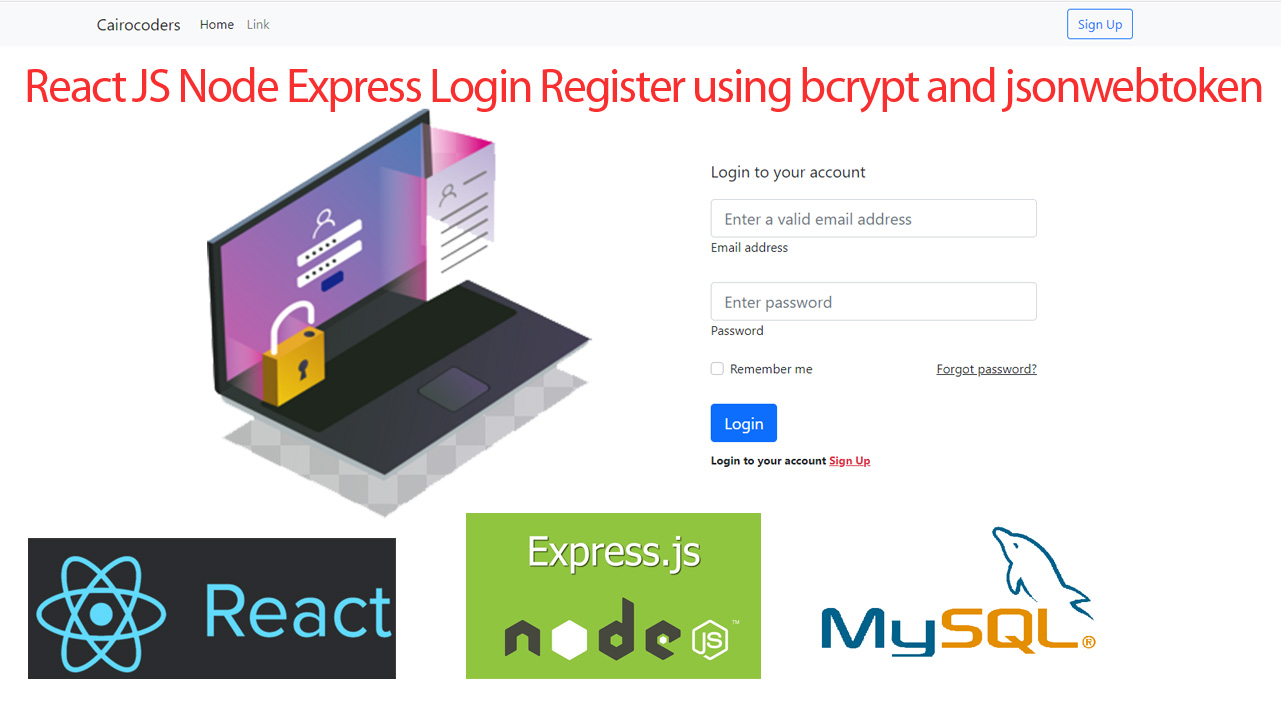 Cairocoders Home Link Sign Up
React JS Node Express Login Register using bcrypt and jsonwebtoken
Login to your account
Enter a valid email address
Email address
Enter password
Password
Remember me Forgot password?
Login
Login to your account Sign Up
React
Express.js
node
JS ™
MySQL®